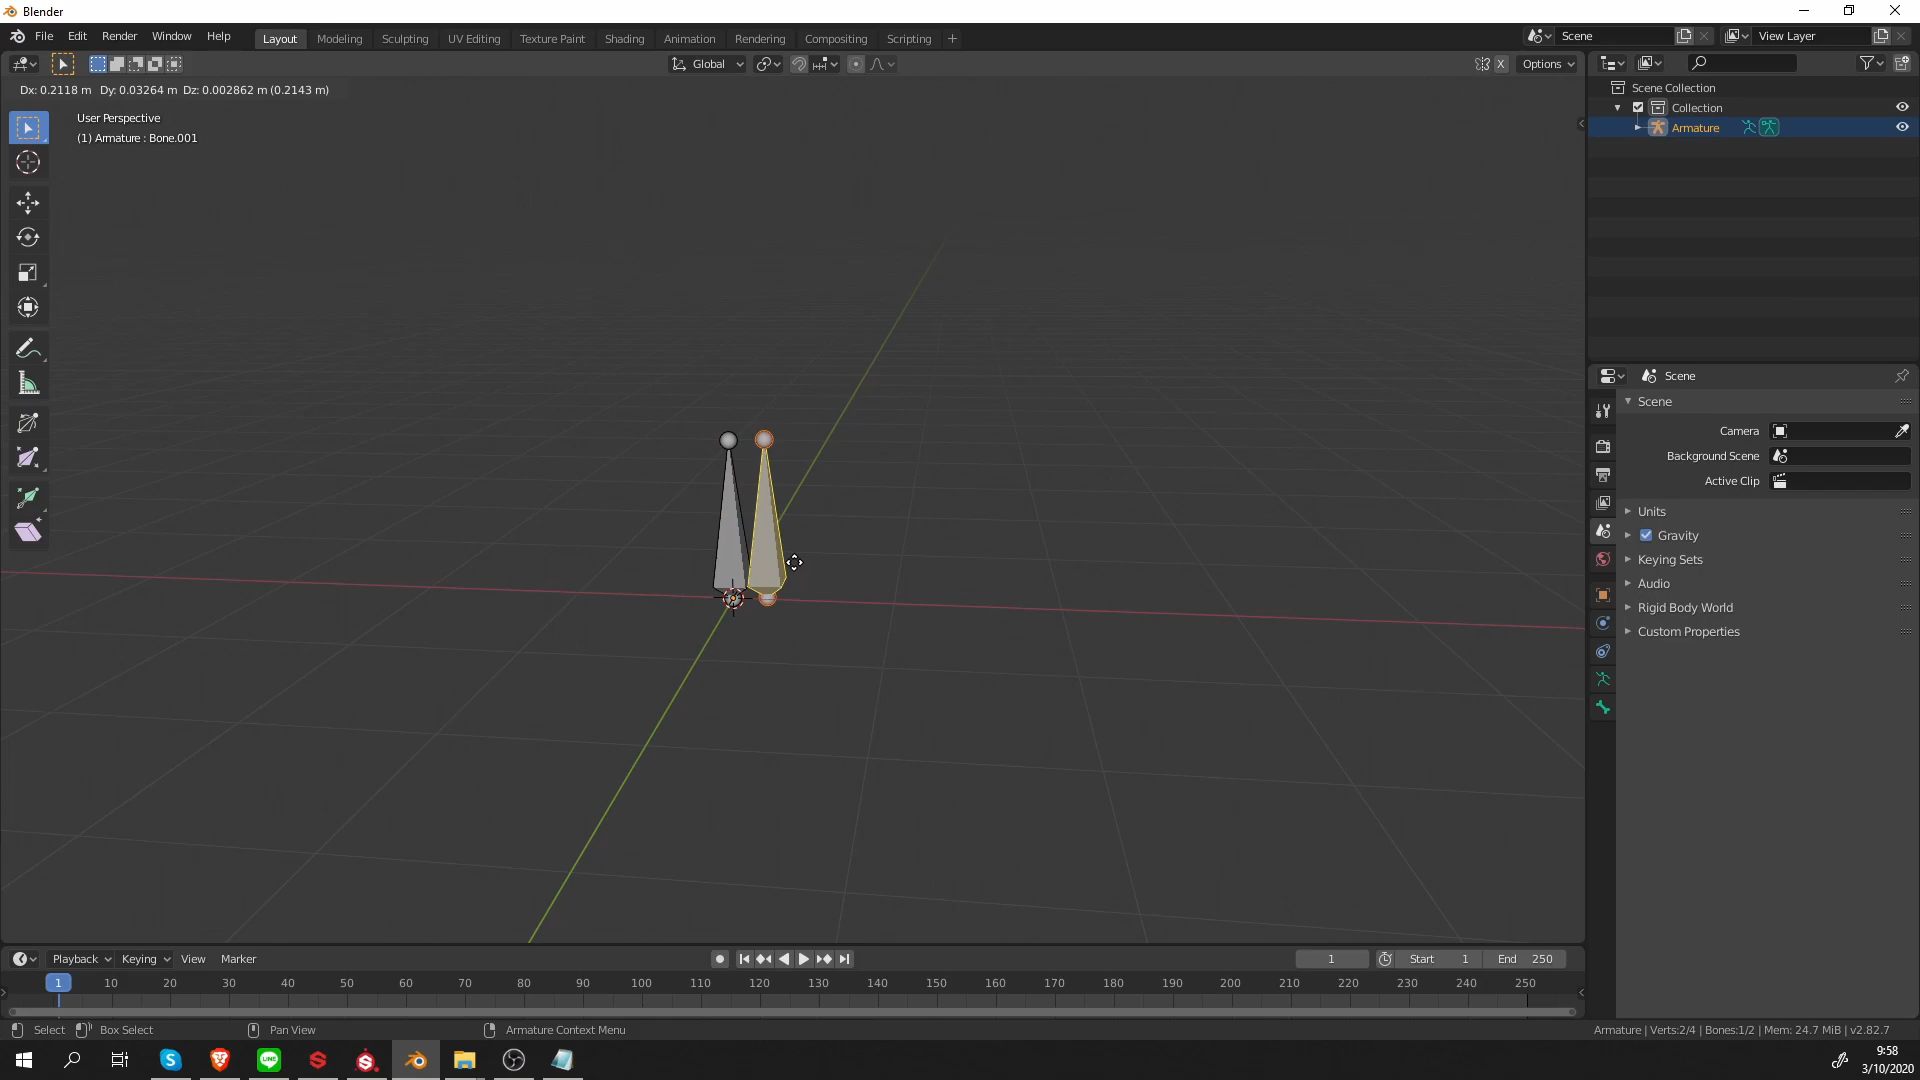 Blender
File Edit Render Window Help
Layout Modeling Sculpting UV Editing Texture Paint Shading Animation Rendering Compositing Scripting +
Scene View Layer
Global X Options
Dx: 0.2118 m Dy: 0.03264 m Dz: 0.002862 m (0.2143 m)
User Perspective
(1) Armature : Bone.001
Scene Collection
Collection
Armature
Scene
Scene
Camera
Background Scene
Active Clip
Units
Gravity
Keying Sets
Audio
Rigid Body World
Custom Properties
Playback Keying View Marker 1 Start 1 End 250
1 10 20 30 40 50 60 70 80 90 100 110 120 130 140 150 160 170 180 190 200 210 220 230 240 250
Select Box Select Pan View Armature Context Menu Armature | Verts:2/4 | Bones:1/2 | Mem: 24.7 MiB | v2.82.7
S LINE
9:58
3/10/2020